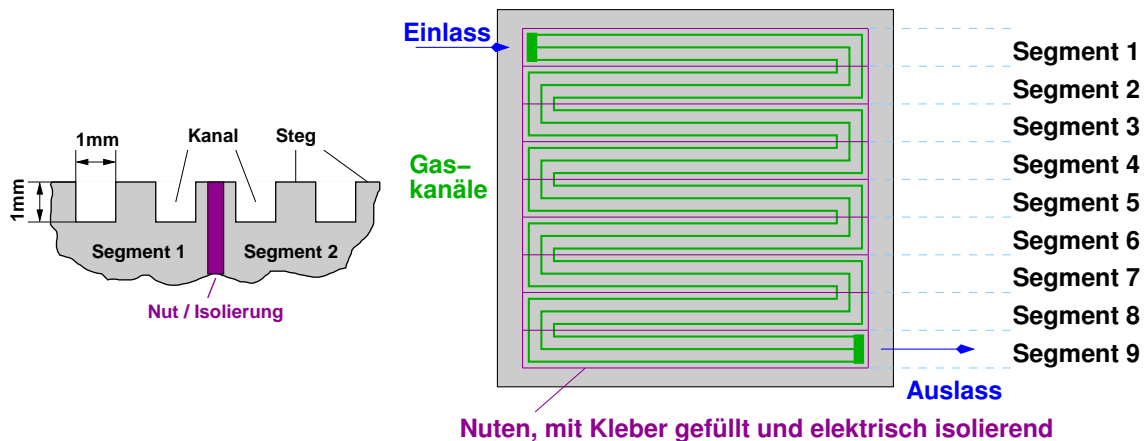 1mm
Kanal
Steg
1mm
Segment 1
Segment 2
Nut / Isolierung
Einlass
Gas–
kanäle
Segment 1
Segment 2
Segment 3
Segment 4
Segment 5
Segment 6
Segment 7
Segment 8
Segment 9
Auslass
Nuten, mit Kleber gefüllt und elektrisch isolierend